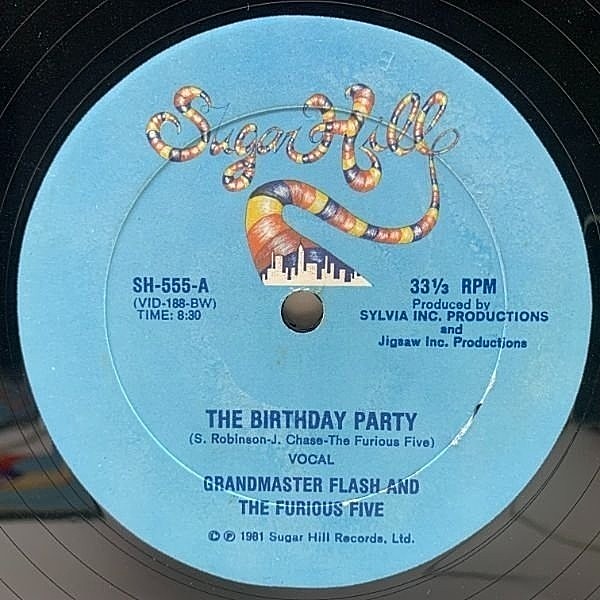 Sugar Hill
SH-555-A
(VID-188-BW)
TIME: 8:30
33⅓ RPM
Produced by
SYLVIA INC. PRODUCTIONS
and
Jigsaw Inc. Productions
THE BIRTHDAY PARTY
(S. Robinson-J. Chase-The Furious Five)
VOCAL
GRANDMASTER FLASH AND
THE FURIOUS FIVE
© ℗ 1981 Sugar Hill Records, Ltd.